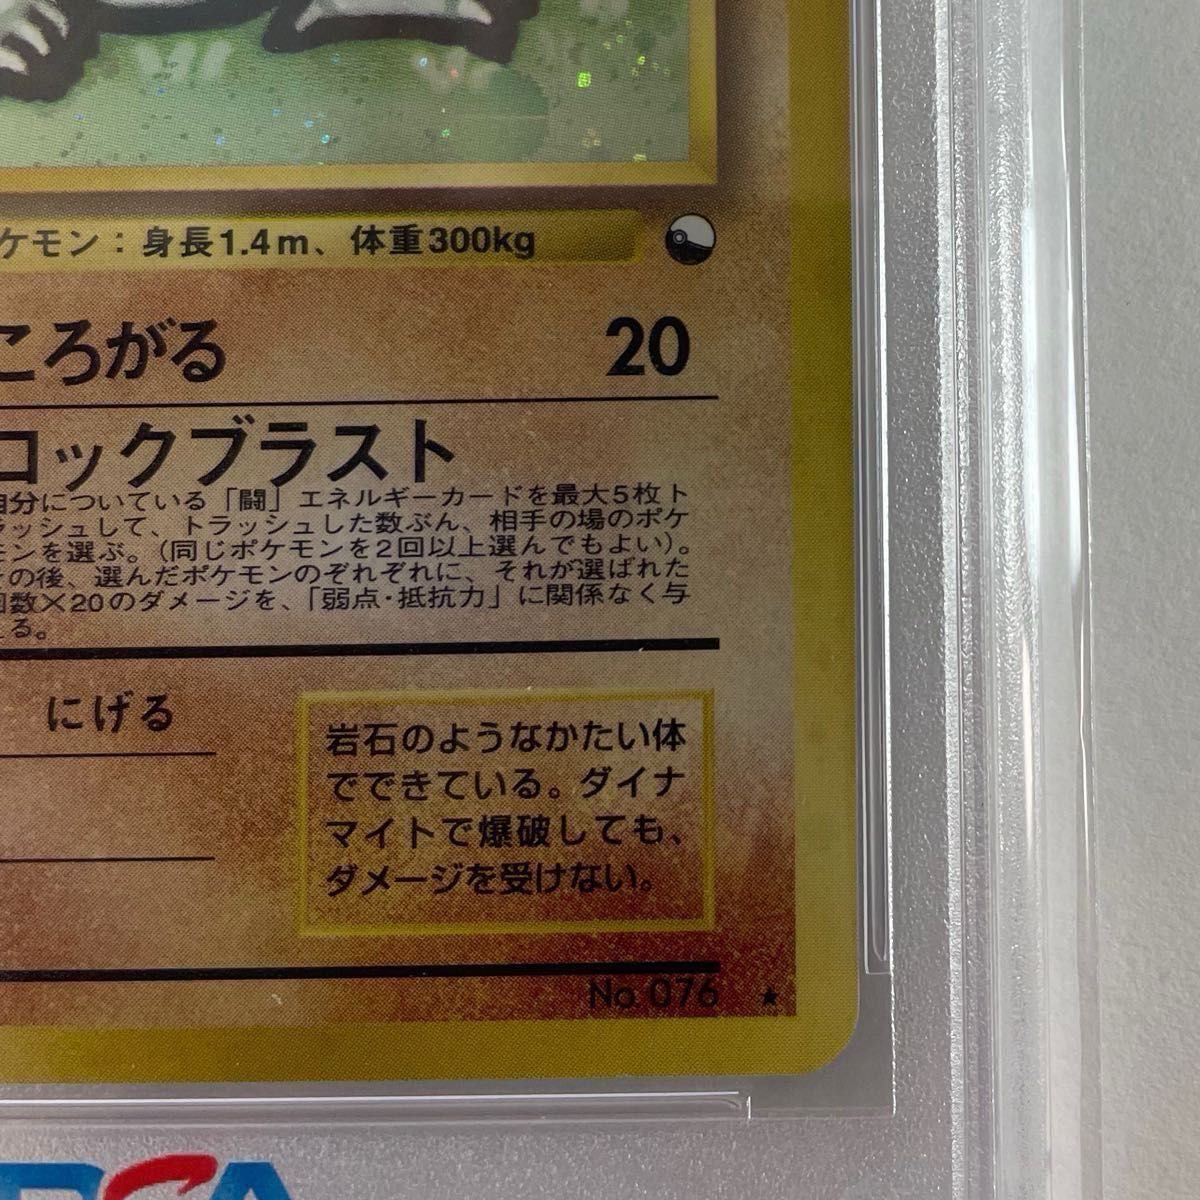 ケモン：身長1.4m、体重300kg
ころがる 20
ロックブラスト
自分についている「闘」エネルギーカードを最大5枚ト
ラッシュして、トラッシュした数ぶん、相手の場のポケ
モンを選ぶ。(同じポケモンを2回以上選んでもよい)。
その後、選んだポケモンのぞれぞれに、それが選ばれた
回数×20のダメージを、「弱点・抵抗力」に関係なく与
える。
にげる
岩石のようなかたい体
でできている。ダイナ
マイトで爆破しても、
ダメージを受けない。
No. 076 ★
PSA